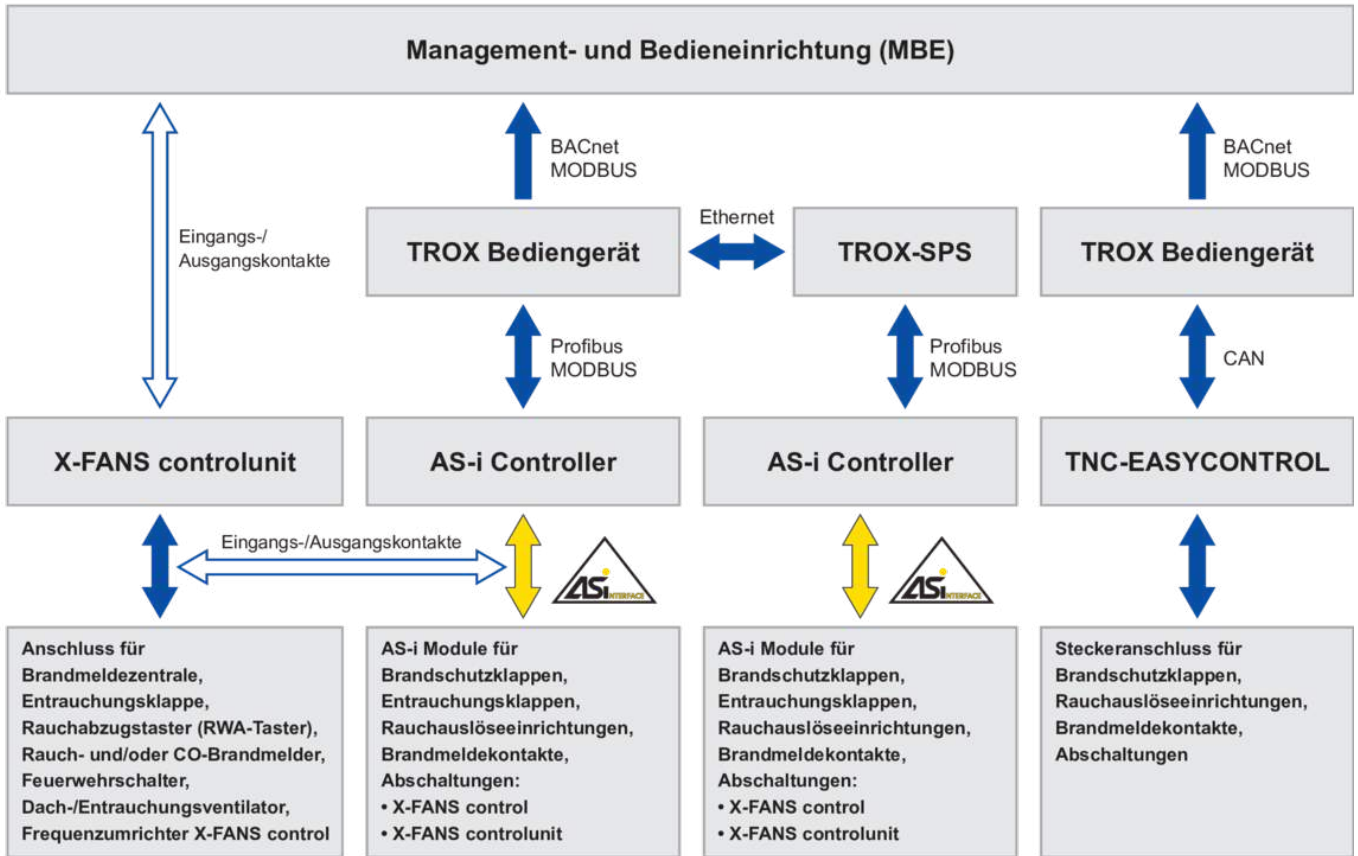 Management- und Bedieneinrichtung (MBE)
Eingangs-/
Ausgangskontakte
BACnet
MODBUS
BACnet
MODBUS
TROX Bediengerät
Ethernet
TROX-SPS
TROX Bediengerät
Profibus
MODBUS
Profibus
MODBUS
CAN
X-FANS controlunit
AS-i Controller
AS-i Controller
TNC-EASYCONTROL
Eingangs-/Ausgangskontakte
ASi INTERFACE
ASi INTERFACE
Anschluss für
Brandmeldezentrale,
Entrauchungsklappe,
Rauchabzugstaster (RWA-Taster),
Rauch- und/oder CO-Brandmelder,
Feuerwehrschalter,
Dach-/Entrauchungsventilator,
Frequenzumrichter X-FANS control
AS-i Module für
Brandschutzklappen,
Entrauchungsklappen,
Rauchauslöseeinrichtungen,
Brandmeldekontakte,
Abschaltungen:
• X-FANS control
• X-FANS controlunit
AS-i Module für
Brandschutzklappen,
Entrauchungsklappen,
Rauchauslöseeinrichtungen,
Brandmeldekontakte,
Abschaltungen:
• X-FANS control
• X-FANS controlunit
Steckeranschluss für
Brandschutzklappen,
Rauchauslöseeinrichtungen,
Brandmeldekontakte,
Abschaltungen